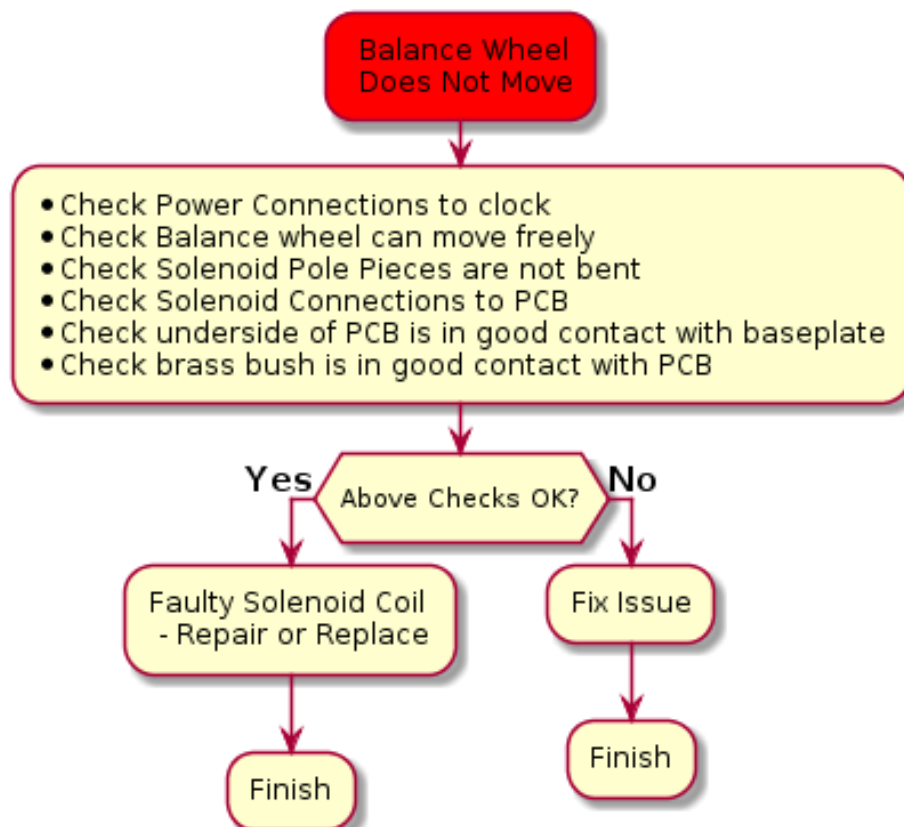 Balance Wheel
Does Not Move
•Check Power Connections to clock
•Check Balance wheel can move freely
•Check Solenoid Pole Pieces are not bent
•Check Solenoid Connections to PCB
•Check underside of PCB is in good contact with baseplate
•Check brass bush is in good contact with PCB
Yes
Above Checks OK?
No
Faulty Solenoid Coil
- Repair or Replace
Fix Issue
Finish
Finish